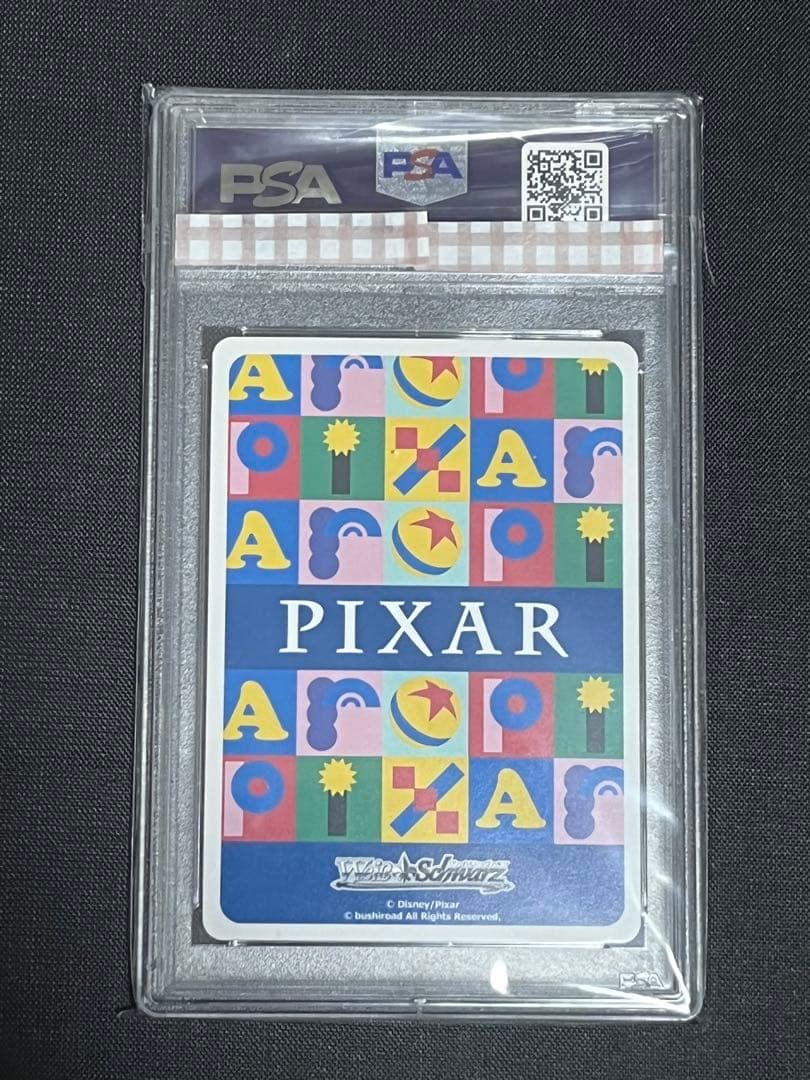 PSA
PSA
PIXAR
Weiß Schwarz
© Disney/Pixar
© bushiroad All Rights Reserved.
PSA